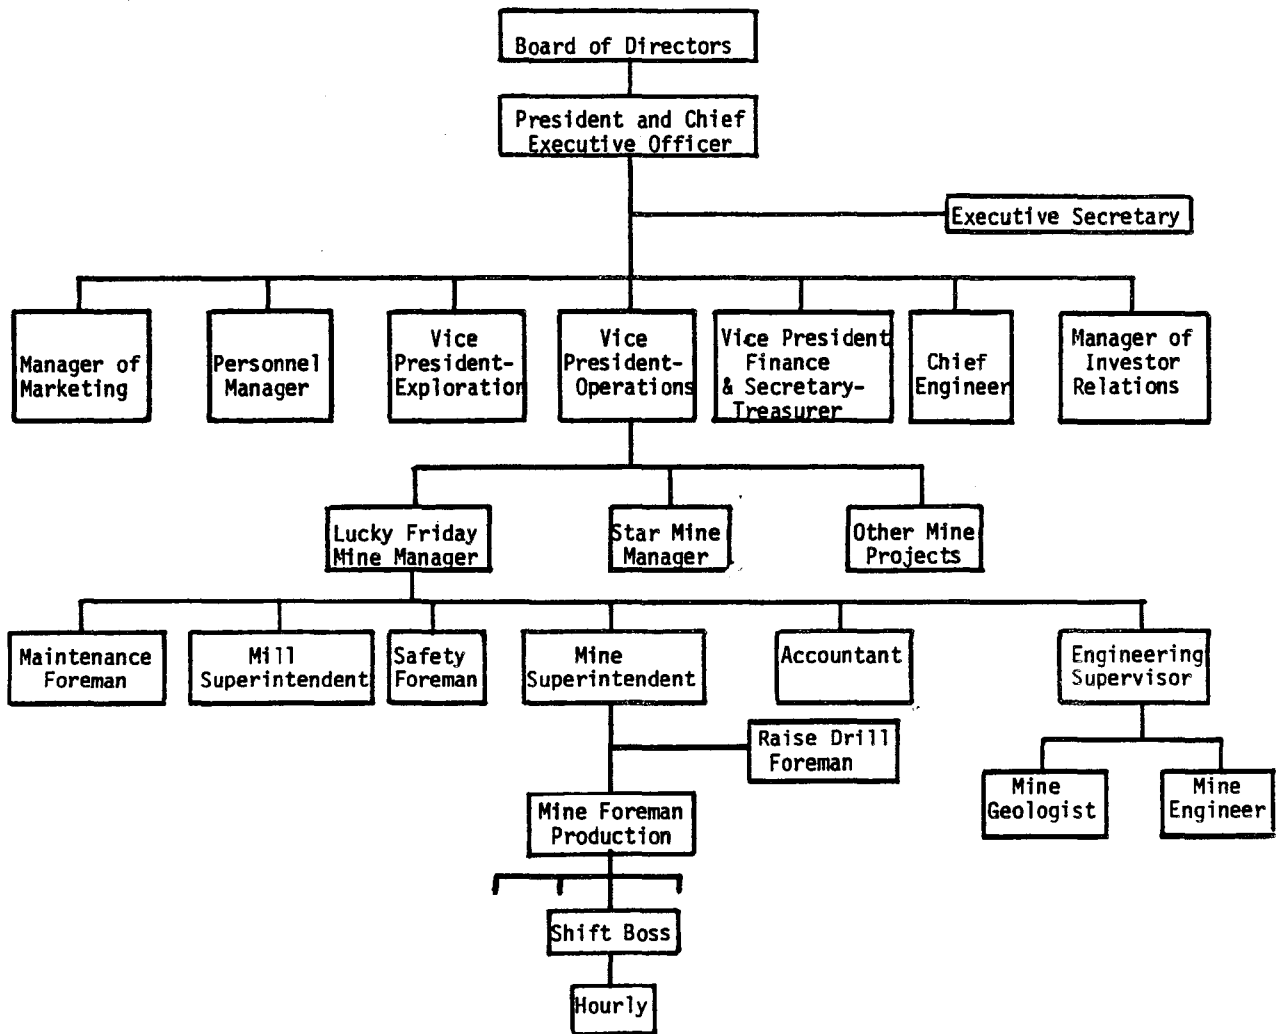 Board of Directors
President and Chief
Executive Officer
Executive Secretary
Manager of
Marketing
Personnel
Manager
Vice
President-
Exploration
Vice
President-
Operations
Vice President
Finance
& Secretary-
Treasurer
Chief
Engineer
Manager of
Investor
Relations
Lucky Friday
Mine Manager
Star Mine
Manager
Other Mine
Projects
Maintenance
Foreman
Mill
Superintendent
Safety
Foreman
Mine
Superintendent
Accountant
Engineering
Supervisor
Raise Drill
Foreman
Mine
Geologist
Mine
Engineer
Mine Foreman
Production
Shift Boss
Hourly